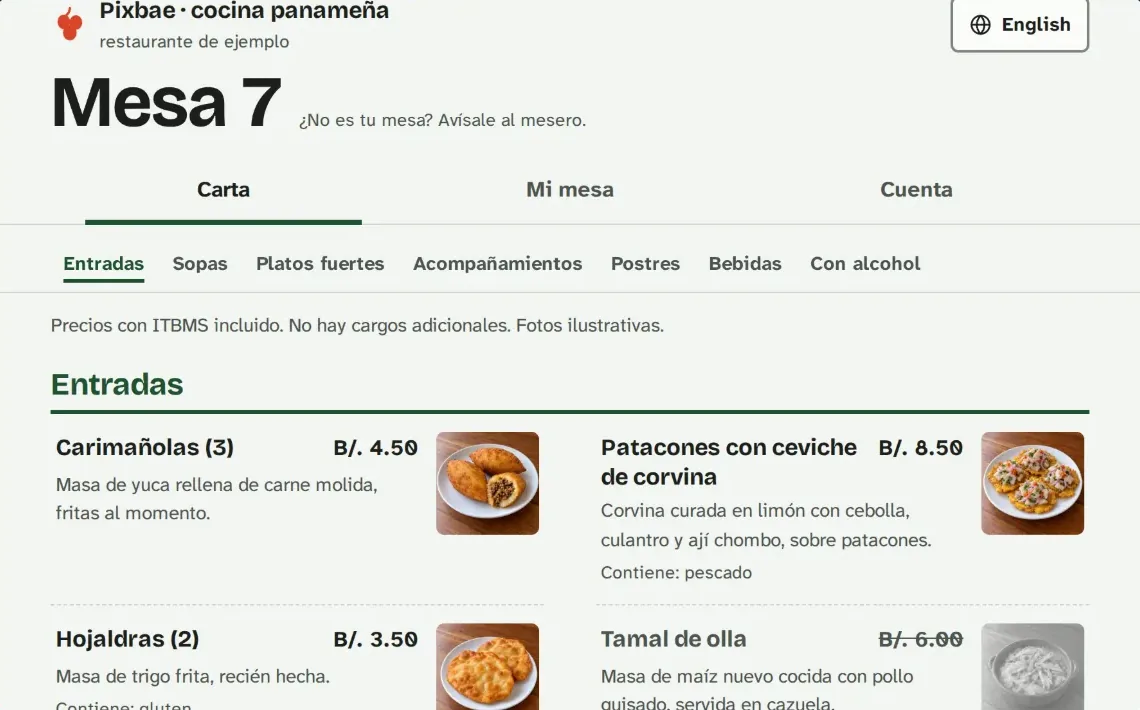 Pixbae · cocina panameña
restaurante de ejemplo
English
Mesa 7
¿No es tu mesa? Avísale al mesero.
Carta
Mi mesa
Cuenta
Entradas
Sopas
Platos fuertes
Acompañamientos
Postres
Bebidas
Con alcohol
Precios con ITBMS incluido. No hay cargos adicionales. Fotos ilustrativas.
Entradas
Carimañolas (3)
B/. 4.50
Masa de yuca rellena de carne molida,
fritas al momento.
Patacones con ceviche
de corvina
B/. 8.50
Corvina curada en limón con cebolla,
culantro y ají chombo, sobre patacones.
Contiene: pescado
Hojaldras (2)
B/. 3.50
Masa de trigo frita, recién hecha.
Contiene: gluten
Tamal de olla
B/. 6.00
Masa de maíz nuevo cocida con pollo
guisado, servida en cazuela.